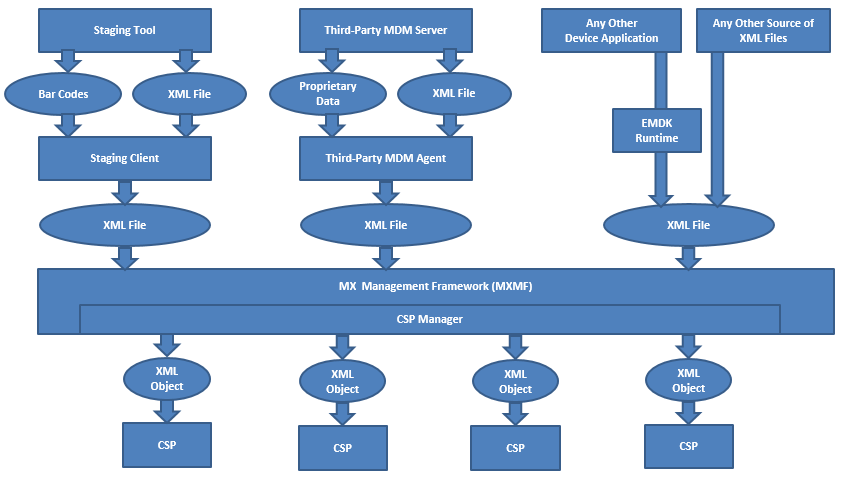 Staging Tool
Third-Party MDM Server
Any Other
Device Application
Any Other Source of
XML Files
Bar Codes
XML File
Proprietary
Data
XML File
EMDK
Runtime
Staging Client
Third-Party MDM Agent
XML File
XML File
XML File
MX Management Framework (MXMF)
CSP Manager
XML
Object
XML
Object
XML
Object
XML
Object
CSP
CSP
CSP
CSP